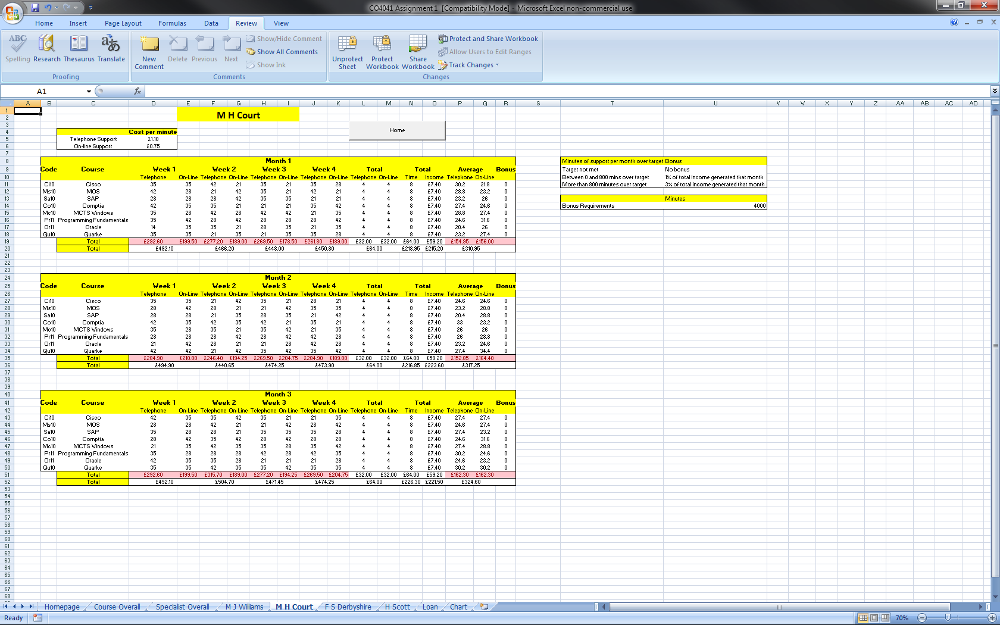 CO4041 Assignment 1 [Compatibility Mode] - Microsoft Excel non-commercial use
Home Insert Page Layout Formulas Data Review View
Spelling Research Thesaurus Translate
Proofing
New Comment Delete Previous Next
Show/Hide Comment
Show All Comments
Show Ink
Comments
Unprotect Sheet Protect Workbook Share Workbook
Protect and Share Workbook
Allow Users to Edit Ranges
Track Changes
Changes
A1 fx
A B C D E F G H I J K L M N O P Q R S T U V W X Y Z AA AB AC AD
M H Court
Home
Cost per minute
Telephone Support £1.10
On-line Support £0.75
Month 1
Code Course Week 1 Week 2 Week 3 Week 4 Total Total Average Bonus
Telephone On-Line Telephone On-Line Telephone On-Line Telephone On-Line Telephone On-Line Time Income Telephone On-Line
Ci10 Cisco 35 35 42 21 35 21 35 28 4 4 8 £7.40 30.2 21.8 0
Ms10 MOS 42 28 21 42 35 21 42 21 4 4 8 £7.40 28.8 23.2 0
Sa10 SAP 28 28 28 42 35 35 21 21 4 4 8 £7.40 23.2 26 0
Co10 Comptia 42 35 35 21 21 21 35 42 4 4 8 £7.40 27.4 24.6 0
Mc10 MCTS Windows 35 28 42 28 42 42 21 35 4 4 8 £7.40 28.8 27.4 0
Pr11 Programming Fundamentals 35 42 28 42 28 28 28 42 4 4 8 £7.40 24.6 31.6 0
Or11 Oracle 14 35 35 21 28 35 21 35 4 4 8 £7.40 20.4 26 0
Qu10 Quarke 35 35 21 35 21 35 35 28 4 4 8 £7.40 23.2 27.4 0
Total £292.60 £199.50 £277.20 £189.00 £269.50 £178.50 £261.80 £189.00 £32.00 £32.00 £64.00 £59.20 £154.95 £156.00
Total £492.10 £466.20 £448.00 £450.80 £64.00 £218.95 £215.20 £310.95
Minutes of support per month over target Bonus
Target not met No bonus
Between 0 and 800 mins over target 1% of total income generated that month
More than 800 minutes over target 3% of total income generated that month
Minutes
Bonus Requirements 4000
Month 2
Code Course Week 1 Week 2 Week 3 Week 4 Total Total Average Bonus
Telephone On-Line Telephone On-Line Telephone On-Line Telephone On-Line Telephone On-Line Time Income Telephone On-Line
Ci10 Cisco 35 35 21 42 35 21 28 21 4 4 8 £7.40 24.6 24.6 0
Ms10 MOS 28 42 28 21 21 42 35 35 4 4 8 £7.40 23.2 28.8 0
Sa10 SAP 28 28 21 35 28 35 21 42 4 4 8 £7.40 20.4 28.8 0
Co10 Comptia 42 35 42 35 42 21 35 21 4 4 8 £7.40 33 23.2 0
Mc10 MCTS Windows 35 28 35 21 35 42 21 35 4 4 8 £7.40 26 26 0
Pr11 Programming Fundamentals 28 28 28 42 28 42 42 28 4 4 8 £7.40 26 28.8 0
Or11 Oracle 21 42 28 21 21 28 42 28 4 4 8 £7.40 23.2 24.6 0
Qu10 Quarke 42 42 21 42 35 42 35 42 4 4 8 £7.40 27.4 34.4 0
Total £284.90 £210.00 £246.40 £194.25 £269.50 £204.75 £284.90 £189.00 £32.00 £32.00 £64.00 £59.20 £152.85 £164.40
Total £494.90 £440.65 £474.25 £473.90 £64.00 £216.85 £223.60 £317.25
Month 3
Code Course Week 1 Week 2 Week 3 Week 4 Total Total Average Bonus
Telephone On-Line Telephone On-Line Telephone On-Line Telephone On-Line Telephone On-Line Time Income Telephone On-Line
Ci10 Cisco 42 35 42 35 35 21 21 35 4 4 8 £7.40 27.4 27.4 0
Ms10 MOS 28 28 42 21 21 42 28 42 4 4 8 £7.40 24.6 27.4 0
Sa10 SAP 35 28 28 21 35 35 35 28 4 4 8 £7.40 27.4 23.2 0
Co10 Comptia 28 42 35 42 28 42 28 28 4 4 8 £7.40 24.6 31.6 0
Mc10 MCTS Windows 21 35 42 35 35 28 35 42 4 4 8 £7.40 27.4 28.8 0
Pr11 Programming Fundamentals 35 28 28 28 42 28 42 35 4 4 8 £7.40 30.2 24.6 0
Or11 Oracle 42 35 35 28 21 21 21 28 4 4 8 £7.40 24.6 23.2 0
Qu10 Quarke 35 35 42 35 35 42 35 35 4 4 8 £7.40 30.2 30.2 0
Total £292.60 £199.50 £315.70 £189.00 £277.20 £194.25 £269.50 £204.75 £32.00 £32.00 £64.00 £59.20 £162.30 £162.30
Total £492.10 £504.70 £471.45 £474.25 £64.00 £226.30 £221.50 £324.60
Homepage Course Overall Specialist Overall M J Williams M H Court F S Derbyshire H Scott Loan Chart
Ready 70%